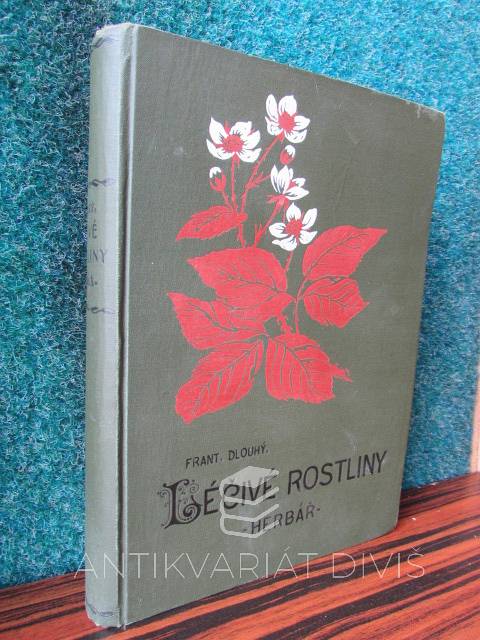 FRANT. DLOUHÝ.
LÉČIVÉ ROSTLINY
-HERBÁŘ-
ANTIKVARIÁT DIVIŠ